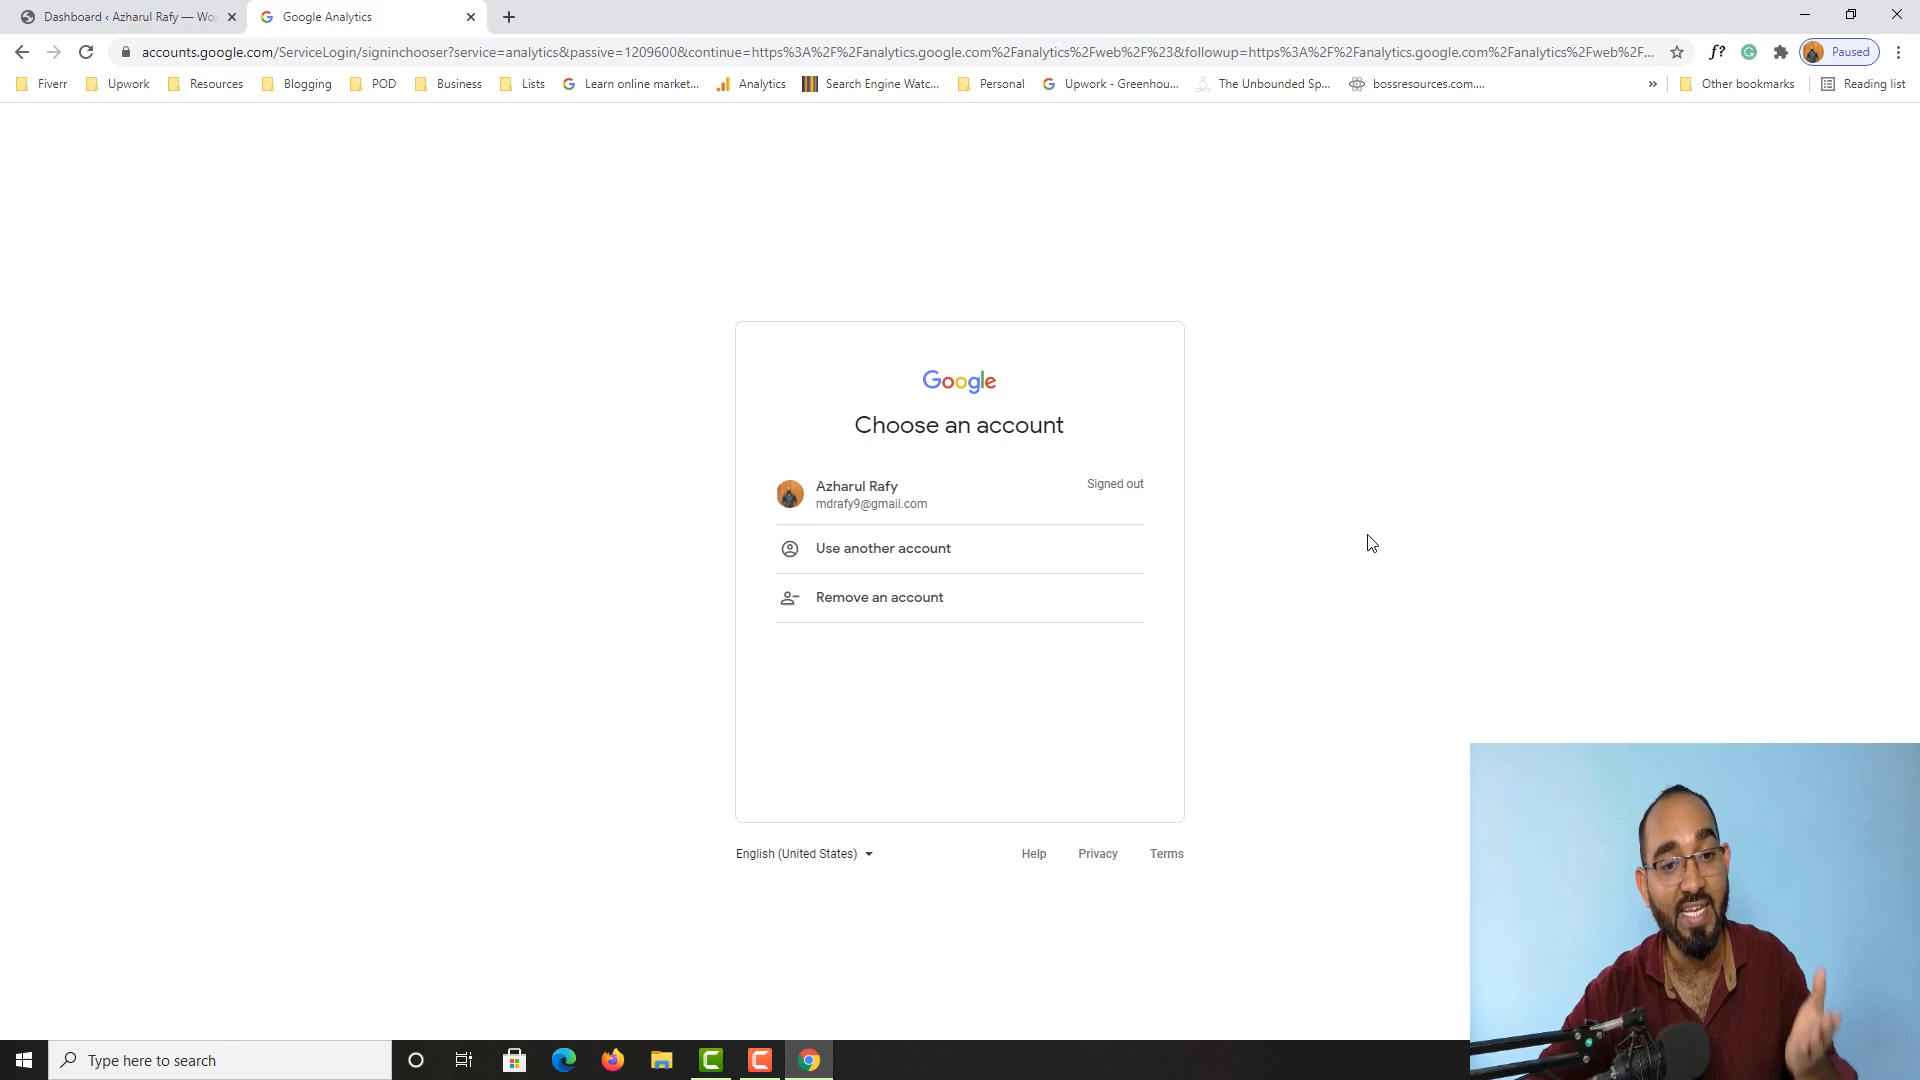 Dashboard ‹ Azharul Rafy — Wo
Google Analytics
accounts.google.com/ServiceLogin/signinchooser?service=analytics&passive=1209600&continue=https%3A%2F%2Fanalytics.google.com%2Fanalytics%2Fweb%2F%23&followup=https%3A%2F%2Fanalytics.google.com%2Fanalytics%2Fweb%2F...
f?
Paused
Fiverr
Upwork
Resources
Blogging
POD
Business
Lists
Learn online market...
Analytics
Search Engine Watc...
Personal
Upwork - Greenhou...
The Unbounded Sp...
bossresources.com....
»
Other bookmarks
Reading list
Google
Choose an account
Azharul Rafy
Signed out
mdrafy9@gmail.com
Use another account
Remove an account
English (United States)
Help
Privacy
Terms
Type here to search